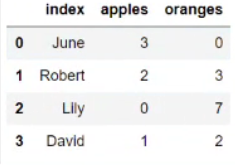 index apples oranges
0 June 3 0
1 Robert 2 3
2 Lily 0 7
3 David 1 2